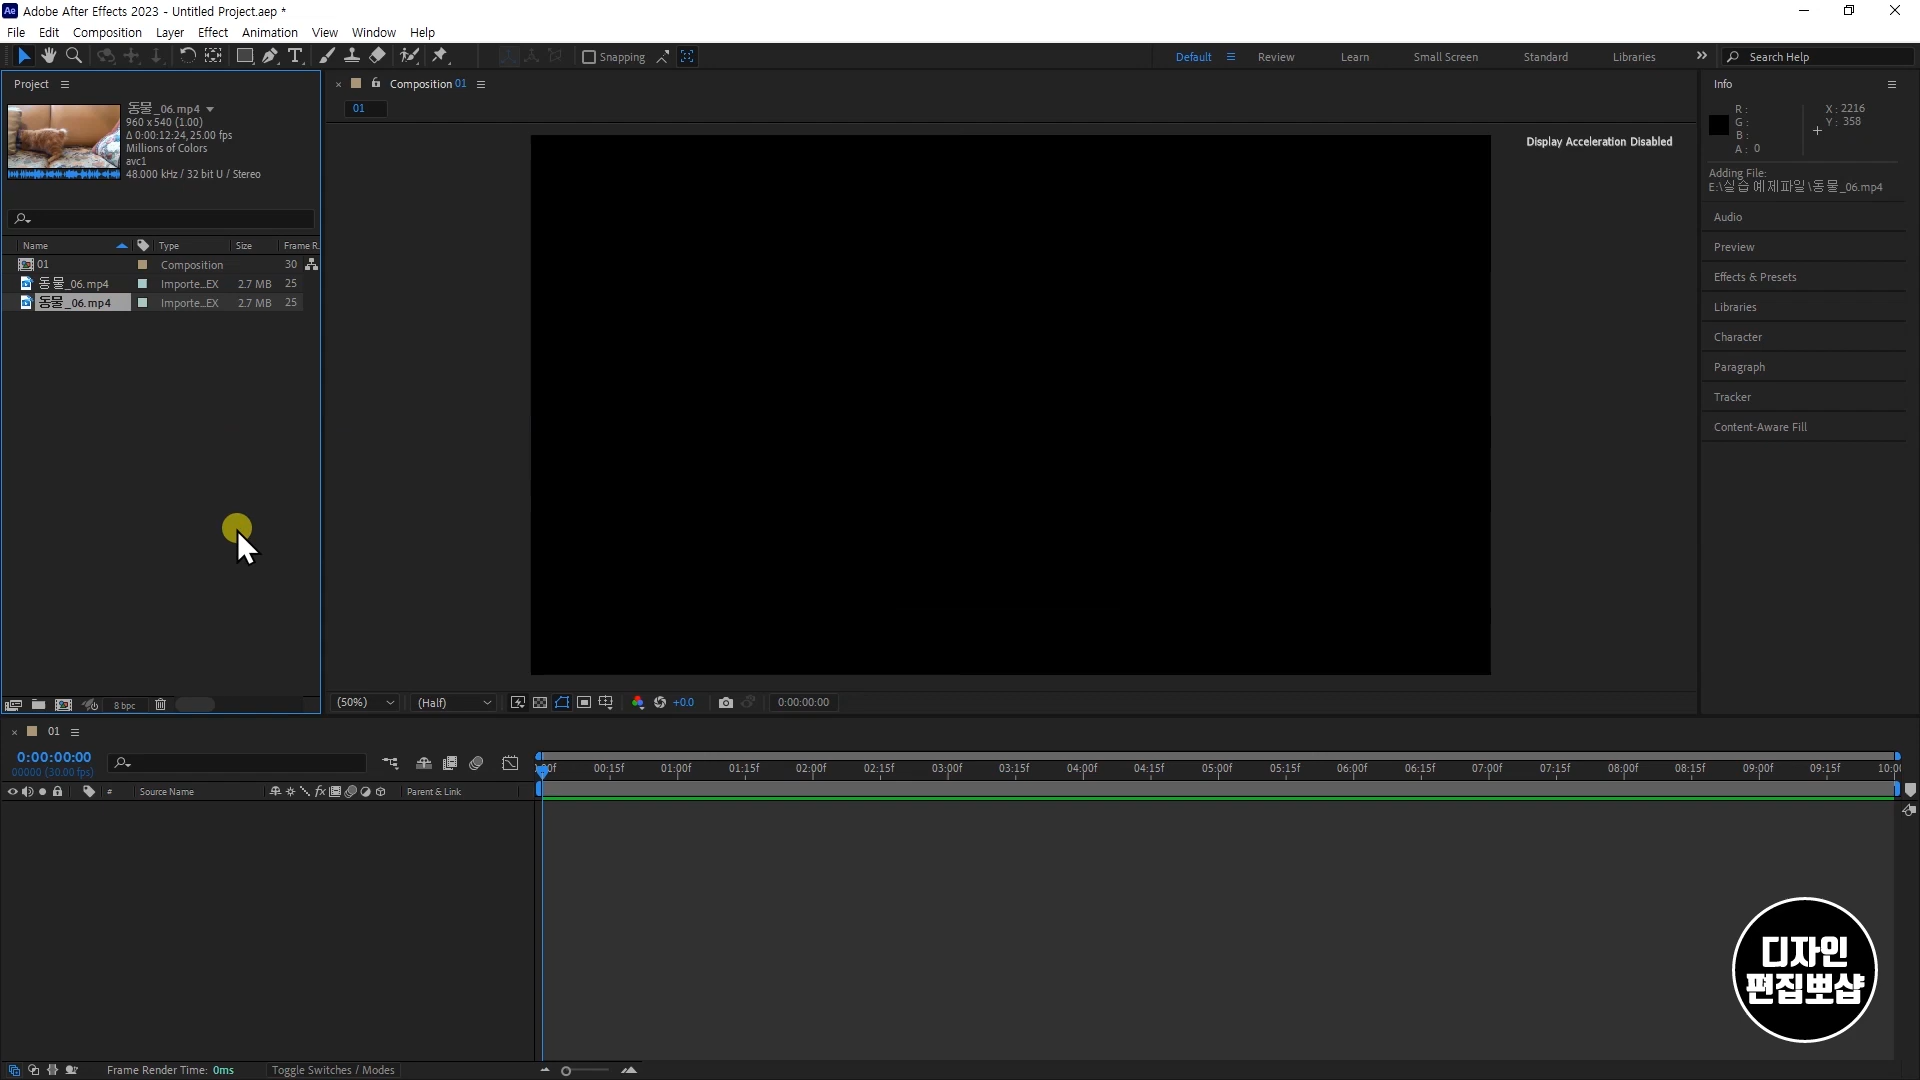 Adobe After Effects 2023 - Untitled Project.aep *
File Edit Composition Layer Effect Animation View Window Help
Snapping
Default Review Learn Small Screen Standard Libraries Search Help
Project
동물_06.mp4
960 x 540 (1.00)
Δ 0:00:12:24, 25.00 fps
Millions of Colors
avc1
48.000 kHz / 32 bit U / Stereo
Name Type Size Frame R
01 Composition 30
동물_06.mp4 Importe...EX 2.7 MB 25
동물_06.mp4 Importe...EX 2.7 MB 25
8 bpc
Composition 01
01
Display Acceleration Disabled
(50%) (Half) +0.0 0:00:00:00
Info
R : X : 2216
G : Y : 358
B :
A : 0
Adding File:
E:\실습 예제파일\동물_06.mp4
Audio
Preview
Effects & Presets
Libraries
Character
Paragraph
Tracker
Content-Aware Fill
01
0:00:00:00
00000 (30.00 fps)
00f 00:15f 01:00f 01:15f 02:00f 02:15f 03:00f 03:15f 04:00f 04:15f 05:00f 05:15f 06:00f 06:15f 07:00f 07:15f 08:00f 08:15f 09:00f 09:15f 10:0
# Source Name fx Parent & Link
Frame Render Time: 0ms Toggle Switches / Modes
디자인
편집뽀샵